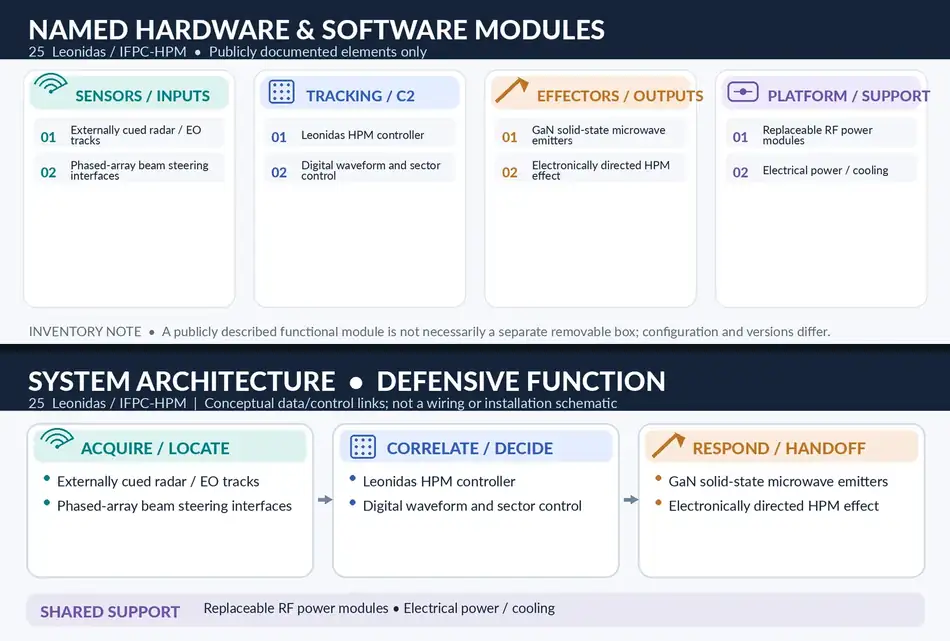 NAMED HARDWARE & SOFTWARE MODULES
25 Leonidas / IFPC-HPM • Publicly documented elements only
SENSORS / INPUTS
01 Externally cued radar / EO
tracks
02 Phased-array beam steering
interfaces
TRACKING / C2
01 Leonidas HPM controller
02 Digital waveform and sector
control
EFFECTORS / OUTPUTS
01 GaN solid-state microwave
emitters
02 Electronically directed HPM
effect
PLATFORM / SUPPORT
01 Replaceable RF power
modules
02 Electrical power / cooling
INVENTORY NOTE • A publicly described functional module is not necessarily a separate removable box; configuration and versions differ.
SYSTEM ARCHITECTURE • DEFENSIVE FUNCTION
25 Leonidas / IFPC-HPM | Conceptual data/control links; not a wiring or installation schematic
ACQUIRE / LOCATE
• Externally cued radar / EO tracks
• Phased-array beam steering interfaces
CORRELATE / DECIDE
• Leonidas HPM controller
• Digital waveform and sector control
RESPOND / HANDOFF
• GaN solid-state microwave emitters
• Electronically directed HPM effect
SHARED SUPPORT Replaceable RF power modules • Electrical power / cooling